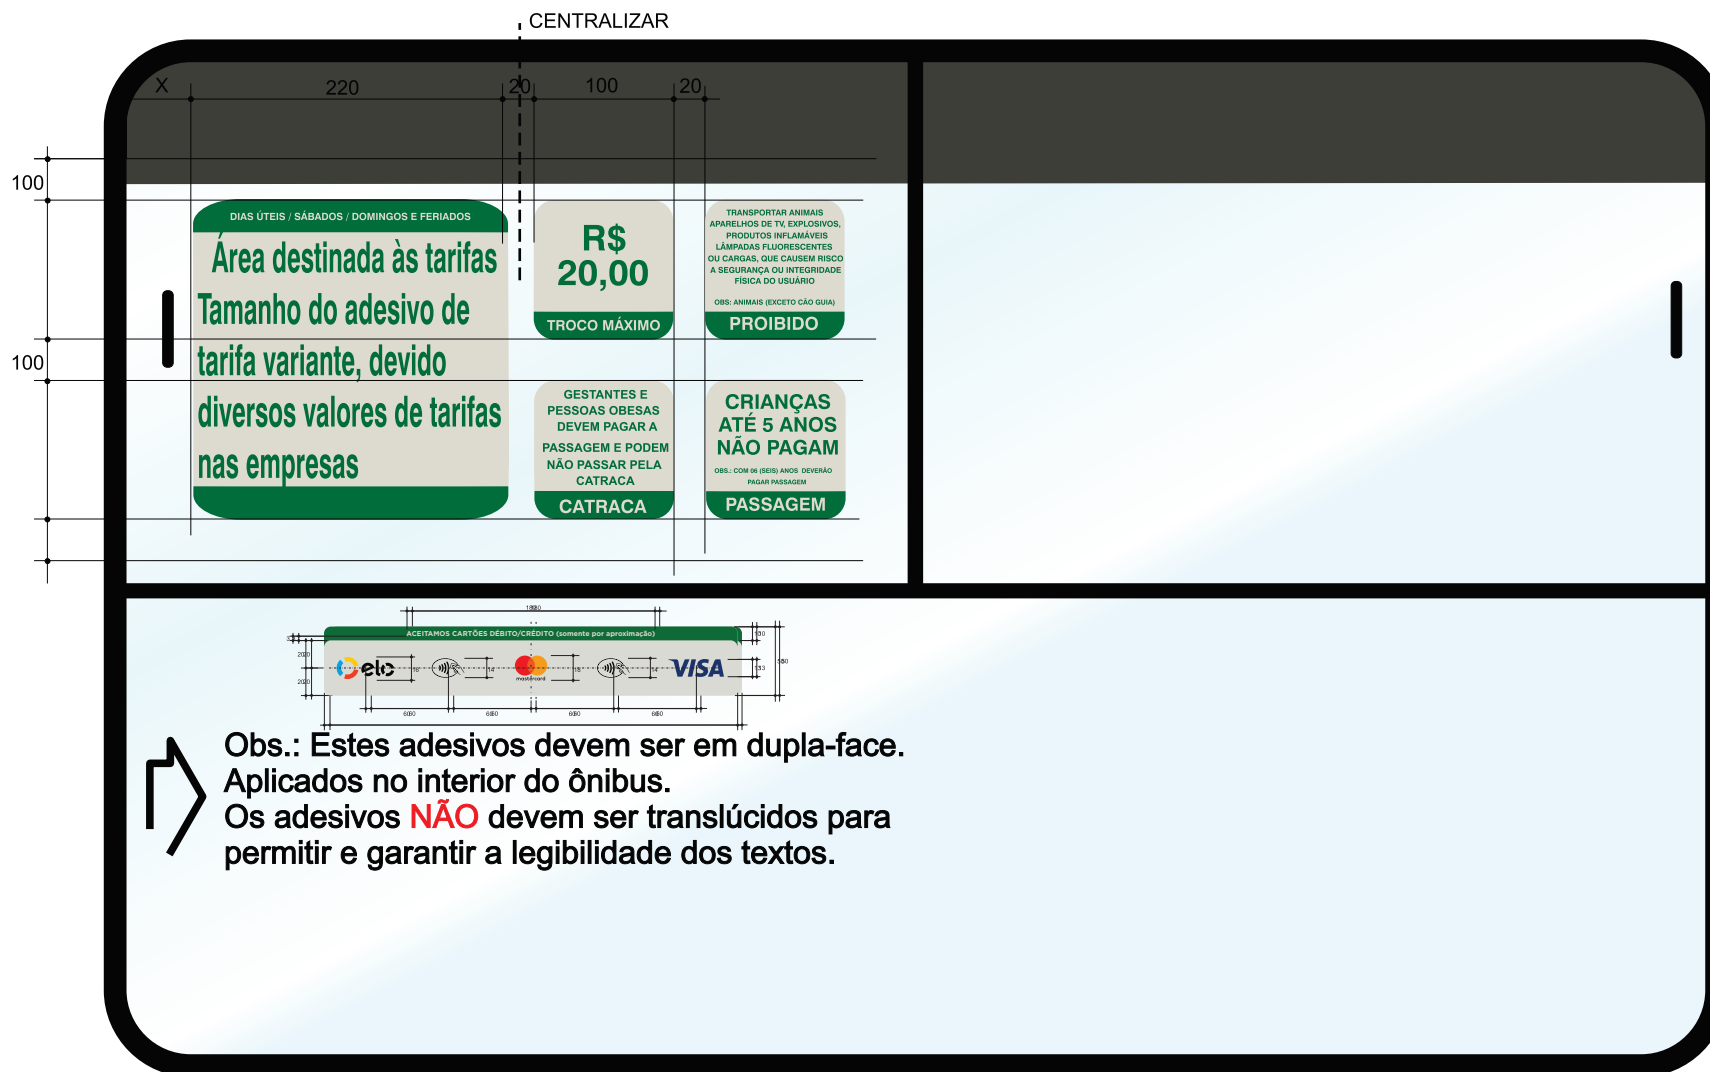 CENTRALIZAR
X 220 20 100 20
100
100
DIAS ÚTEIS / SÁBADOS / DOMINGOS E FERIADOS
Área destinada às tarifas
Tamanho do adesivo de
tarifa variante, devido
diversos valores de tarifas
nas empresas
R$
20,00
TROCO MÁXIMO
TRANSPORTAR ANIMAIS
APARELHOS DE TV, EXPLOSIVOS,
PRODUTOS INFLAMÁVEIS
LÂMPADAS FLUORESCENTES
OU CARGAS, QUE CAUSEM RISCO
A SEGURANÇA OU INTEGRIDADE
FÍSICA DO USUÁRIO
OBS: ANIMAIS (EXCETO CÃO GUIA)
PROIBIDO
GESTANTES E
PESSOAS OBESAS
DEVEM PAGAR A
PASSAGEM E PODEM
NÃO PASSAR PELA
CATRACA
CATRACA
CRIANÇAS
ATÉ 5 ANOS
NÃO PAGAM
OBS.: COM 06 (SEIS) ANOS DEVERÃO
PAGAR PASSAGEM
PASSAGEM
ACEITAMOS CARTÕES DÉBITO/CRÉDITO (somente por aproximação)
elo
mastercard
VISA
Obs.: Estes adesivos devem ser em dupla-face.
Aplicados no interior do ônibus.
Os adesivos NÃO devem ser translúcidos para
permitir e garantir a legibilidade dos textos.